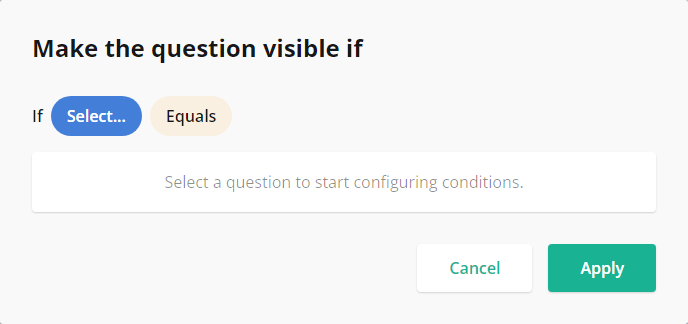 Make the question visible if
If Select... Equals
Select a question to start configuring conditions.
Cancel Apply